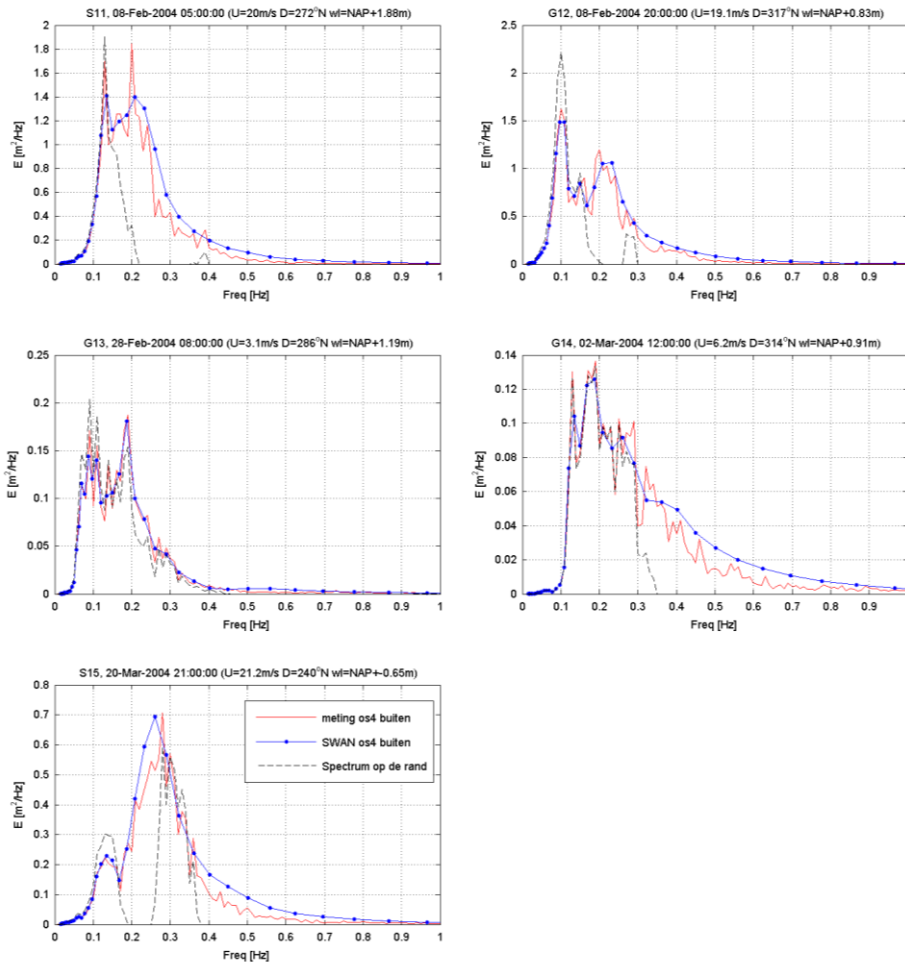 S11, 08-Feb-2004 05:00:00 (U=20m/s D=272°N wl=NAP+1.88m)
2
1.8
1.6
1.4
1.2
1
0.8
0.6
0.4
0.2
0
E [m²/Hz]
0 0.1 0.2 0.3 0.4 0.5 0.6 0.7 0.8 0.9 1
Freq [Hz]
G12, 08-Feb-2004 20:00:00 (U=19.1m/s D=317°N wl=NAP+0.83m)
2.5
2
1.5
1
0.5
0
E [m²/Hz]
0 0.1 0.2 0.3 0.4 0.5 0.6 0.7 0.8 0.9
Freq [Hz]
G13, 28-Feb-2004 08:00:00 (U=3.1m/s D=286°N wl=NAP+1.19m)
0.25
0.2
0.15
0.1
0.05
0
E [m²/Hz]
0 0.1 0.2 0.3 0.4 0.5 0.6 0.7 0.8 0.9 1
Freq [Hz]
G14, 02-Mar-2004 12:00:00 (U=6.2m/s D=314°N wl=NAP+0.91m)
0.14
0.12
0.1
0.08
0.06
0.04
0.02
0
E [m²/Hz]
0 0.1 0.2 0.3 0.4 0.5 0.6 0.7 0.8 0.9
Freq [Hz]
S15, 20-Mar-2004 21:00:00 (U=21.2m/s D=240°N wl=NAP+-0.65m)
0.8
0.7
0.6
0.5
0.4
0.3
0.2
0.1
0
E [m²/Hz]
meting os4 buiten
SWAN os4 buiten
Spectrum op de rand
0 0.1 0.2 0.3 0.4 0.5 0.6 0.7 0.8 0.9 1
Freq [Hz]